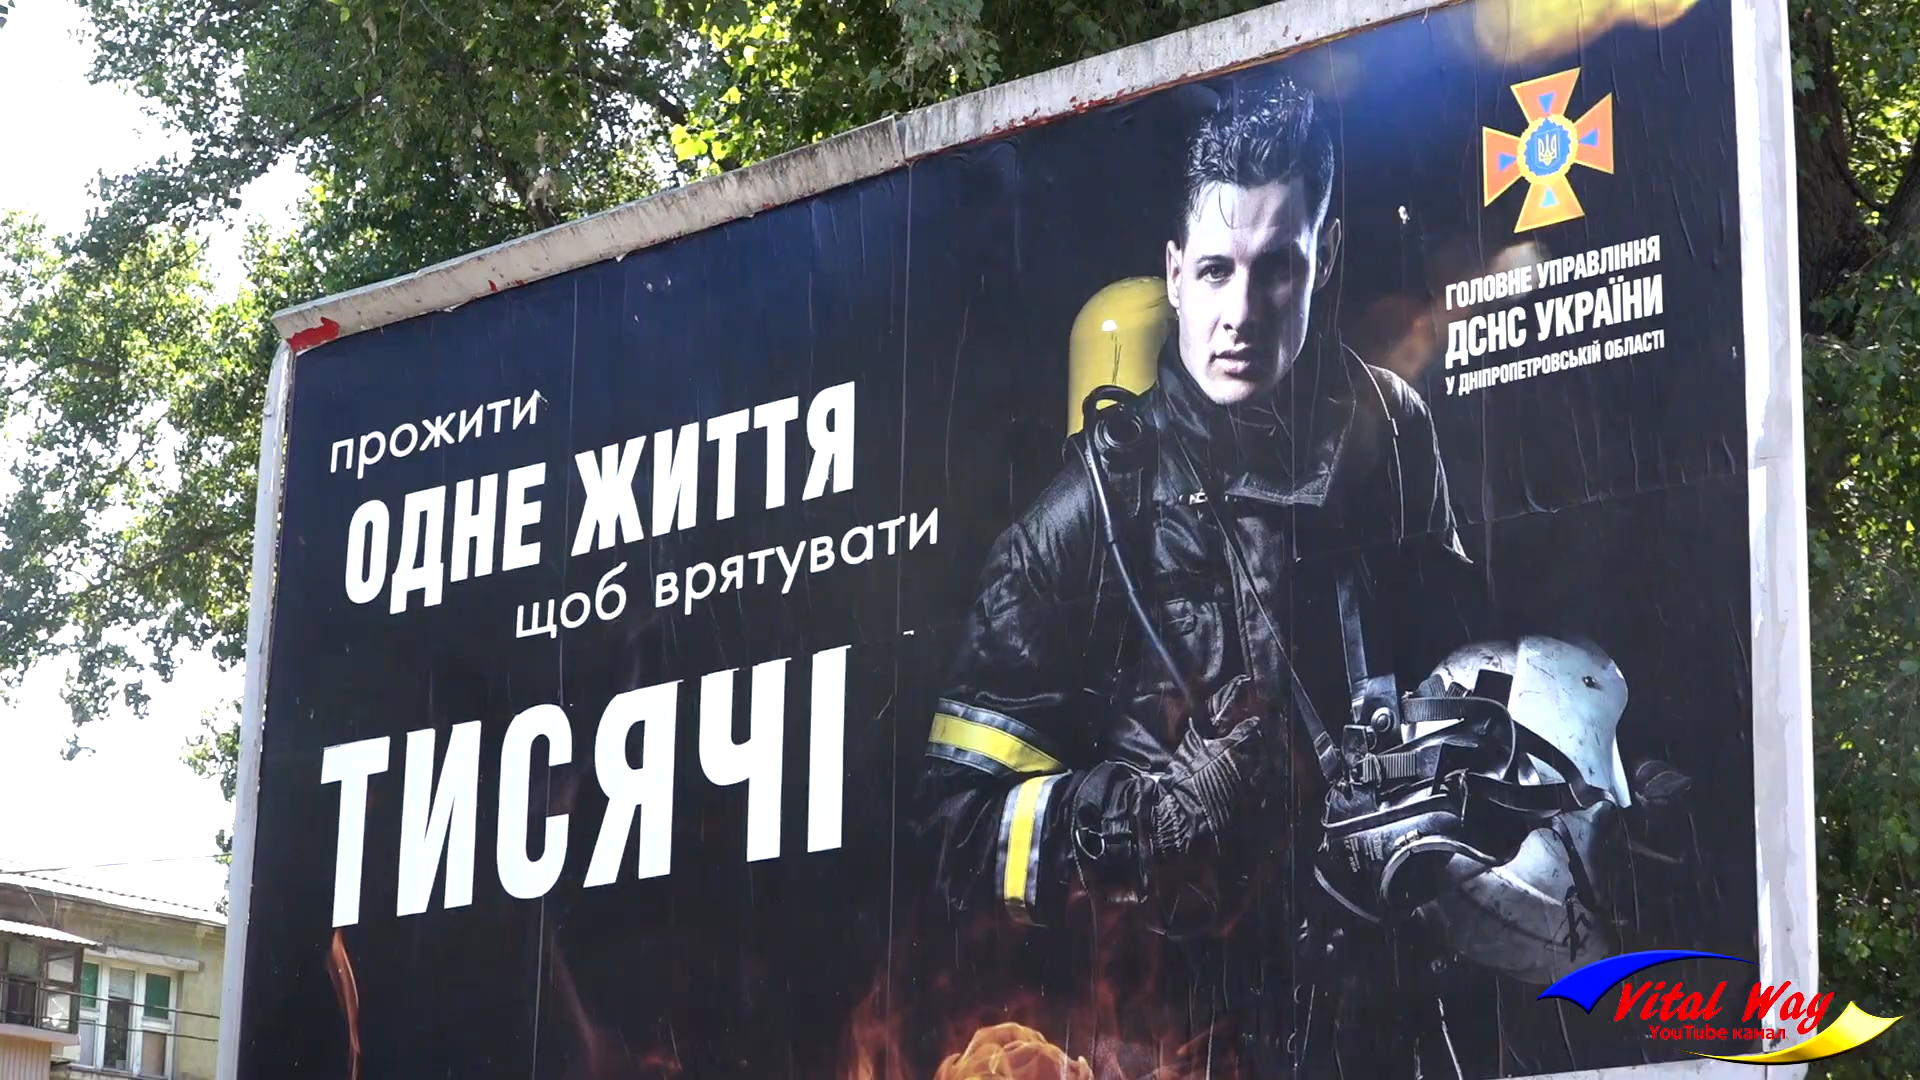 прожити
ОДНЕ ЖИТТЯ
щоб врятувати
ТИСЯЧІ
ГОЛОВНЕ УПРАВЛІННЯ
ДСНС УКРАЇНИ
У ДНІПРОПЕТРОВСЬКІЙ ОБЛАСТІ
Vital Way
YouTube канал